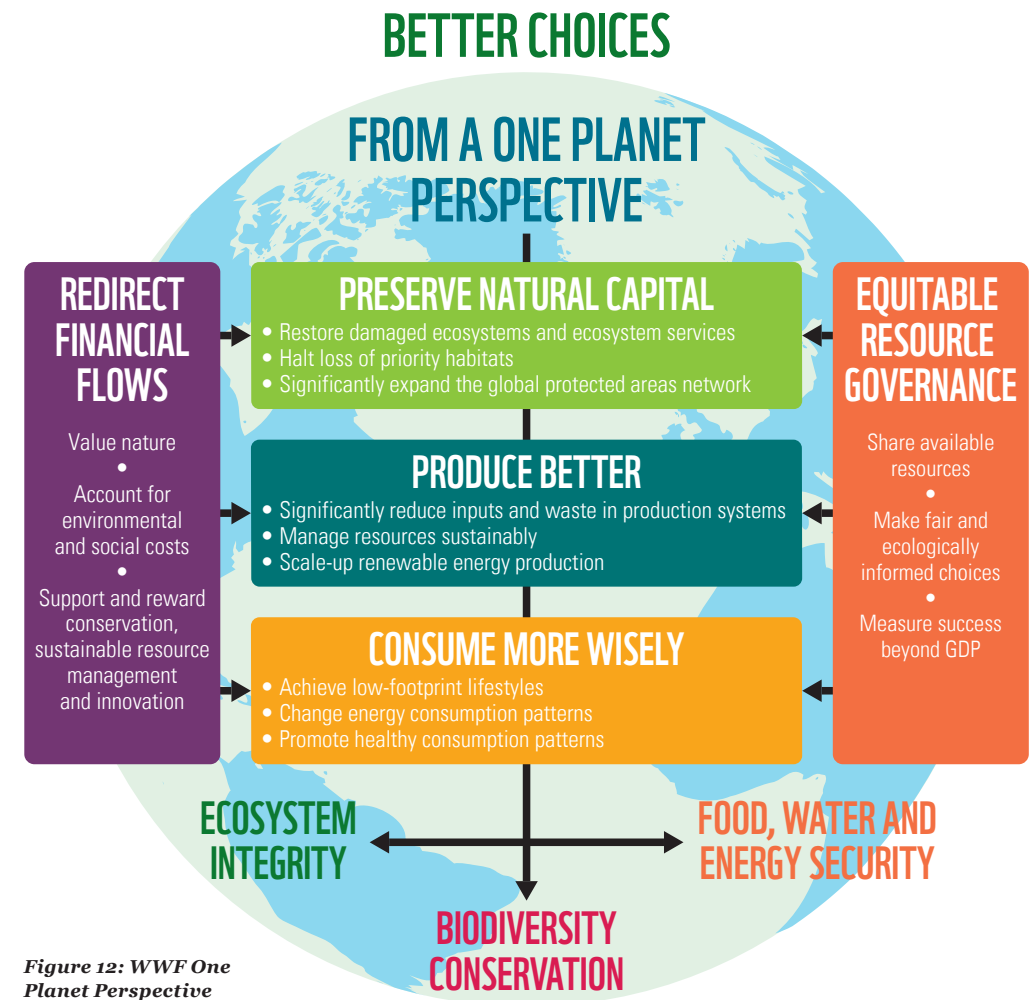 BETTER CHOICES
FROM A ONE PLANET
PERSPECTIVE
REDIRECT
FINANCIAL
FLOWS
Value nature
•
Account for
environmental
and social costs
•
Support and reward
conservation,
sustainable resource
management
and innovation
PRESERVE NATURAL CAPITAL
• Restore damaged ecosystems and ecosystem services
• Halt loss of priority habitats
• Significantly expand the global protected areas network
PRODUCE BETTER
• Significantly reduce inputs and waste in production systems
• Manage resources sustainably
• Scale-up renewable energy production
CONSUME MORE WISELY
• Achieve low-footprint lifestyles
• Change energy consumption patterns
• Promote healthy consumption patterns
EQUITABLE
RESOURCE
GOVERNANCE
Share available
resources
•
Make fair and
ecologically
informed choices
•
Measure success
beyond GDP
ECOSYSTEM
INTEGRITY
FOOD, WATER AND
ENERGY SECURITY
BIODIVERSITY
CONSERVATION
Figure 12: WWF One
Planet Perspective